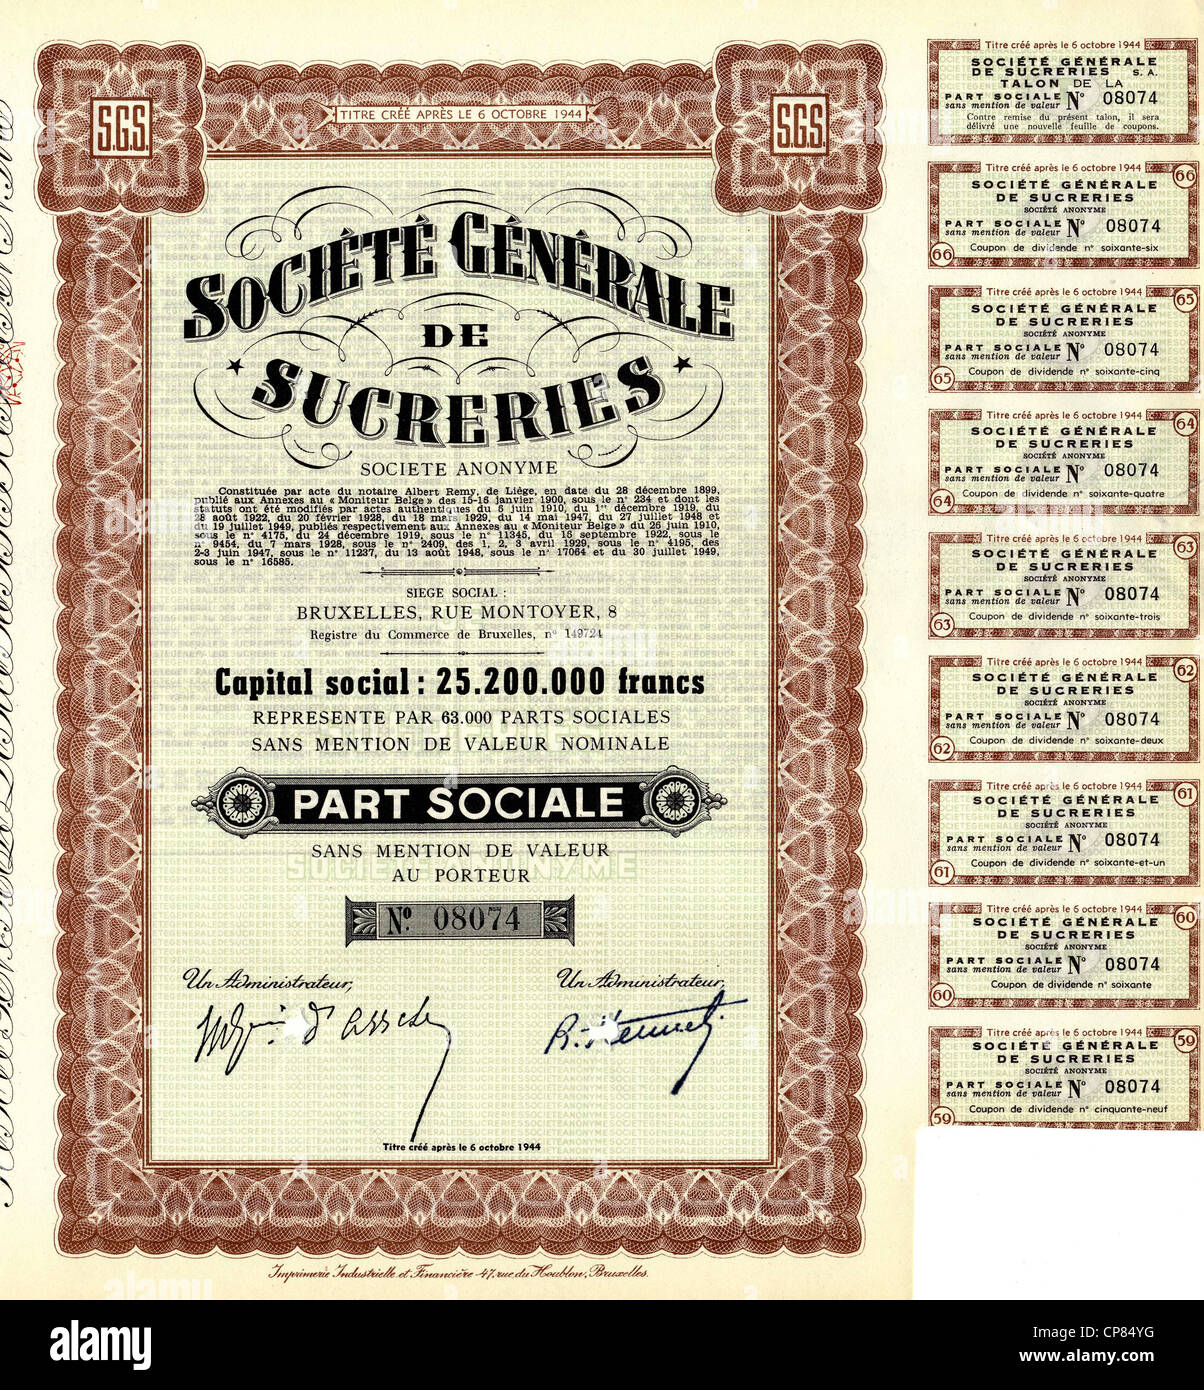 S.G.S.
TITRE CRÉÉ APRÈS LE 6 OCTOBRE 1944
S.G.S.
SOCIÉTÉ GÉNÉRALE
DE
SUCRERIES
SOCIETE ANONYME
Constituée par acte du notaire Albert Remy, de Liége, en date du 28 décembre 1899,
publié aux Annexes au « Moniteur Belge » des 15-16 janvier 1900, sous le n° 234 et dont les
statuts ont été modifiés par actes authentiques du 6 juin 1910, du 1er décembre 1919, du
28 août 1922, du 20 février 1928, du 18 mars 1929, du 14 mai 1947, du 27 juillet 1948 et
du 19 juillet 1949, publiés respectivement aux Annexes au « Moniteur Belge » du 26 juin 1910,
sous le n° 4175, du 24 décembre 1919, sous le n° 11345, du 16 septembre 1922, sous le
n° 9454, du 7 mars 1928, sous le n° 2409, des 1, 2, 3 avril 1929, sous le n° 4195, des
2-3 juin 1947, sous le n° 11237, du 13 août 1948, sous le n° 17064 et du 30 juillet 1949,
sous le n° 16585.
SIEGE SOCIAL :
BRUXELLES, RUE MONTOYER, 8
Registre du Commerce de Bruxelles, n° 149724
Capital social : 25.200.000 francs
REPRESENTE PAR 63.000 PARTS SOCIALES
SANS MENTION DE VALEUR NOMINALE
PART SOCIALE
SANS MENTION DE VALEUR
AU PORTEUR
N° 08074
Un Administrateur,
Un Administrateur,
Titre créé après le 6 octobre 1944
Imprimerie Industrielle et Financière - 47, rue du Houblon, Bruxelles.
Titre créé après le 6 octobre 1944
SOCIÉTÉ GÉNÉRALE
DE SUCRERIES S. A.
TALON DE LA
PART SOCIALE N° 08074
sans mention de valeur
Contre remise du présent talon, il sera
délivré une nouvelle feuille de coupons.
Titre créé après le 6 octobre 1944
66
SOCIÉTÉ GÉNÉRALE
DE SUCRERIES
SOCIÉTÉ ANONYME
PART SOCIALE N° 08074
sans mention de valeur
66 Coupon de dividende n° soixante-six
Titre créé après le 6 octobre 1944
65
SOCIÉTÉ GÉNÉRALE
DE SUCRERIES
SOCIÉTÉ ANONYME
PART SOCIALE N° 08074
sans mention de valeur
65 Coupon de dividende n° soixante-cinq
Titre créé après le 6 octobre 1944
64
SOCIÉTÉ GÉNÉRALE
DE SUCRERIES
SOCIÉTÉ ANONYME
PART SOCIALE N° 08074
sans mention de valeur
64 Coupon de dividende n° soixante-quatre
Titre créé après le 6 octobre 1944
63
SOCIÉTÉ GÉNÉRALE
DE SUCRERIES
SOCIÉTÉ ANONYME
PART SOCIALE N° 08074
sans mention de valeur
63 Coupon de dividende n° soixante-trois
Titre créé après le 6 octobre 1944
62
SOCIÉTÉ GÉNÉRALE
DE SUCRERIES
SOCIÉTÉ ANONYME
PART SOCIALE N° 08074
sans mention de valeur
62 Coupon de dividende n° soixante-deux
Titre créé après le 6 octobre 1944
61
SOCIÉTÉ GÉNÉRALE
DE SUCRERIES
SOCIÉTÉ ANONYME
PART SOCIALE N° 08074
sans mention de valeur
61 Coupon de dividende n° soixante-et-un
Titre créé après le 6 octobre 1944
60
SOCIÉTÉ GÉNÉRALE
DE SUCRERIES
SOCIÉTÉ ANONYME
PART SOCIALE N° 08074
sans mention de valeur
60 Coupon de dividende n° soixante
Titre créé après le 6 octobre 1944
59
SOCIÉTÉ GÉNÉRALE
DE SUCRERIES
SOCIÉTÉ ANONYME
PART SOCIALE N° 08074
sans mention de valeur
59 Coupon de dividende n° cinquante-neuf
alamy
Image ID: CP84YG
www.alamy.com